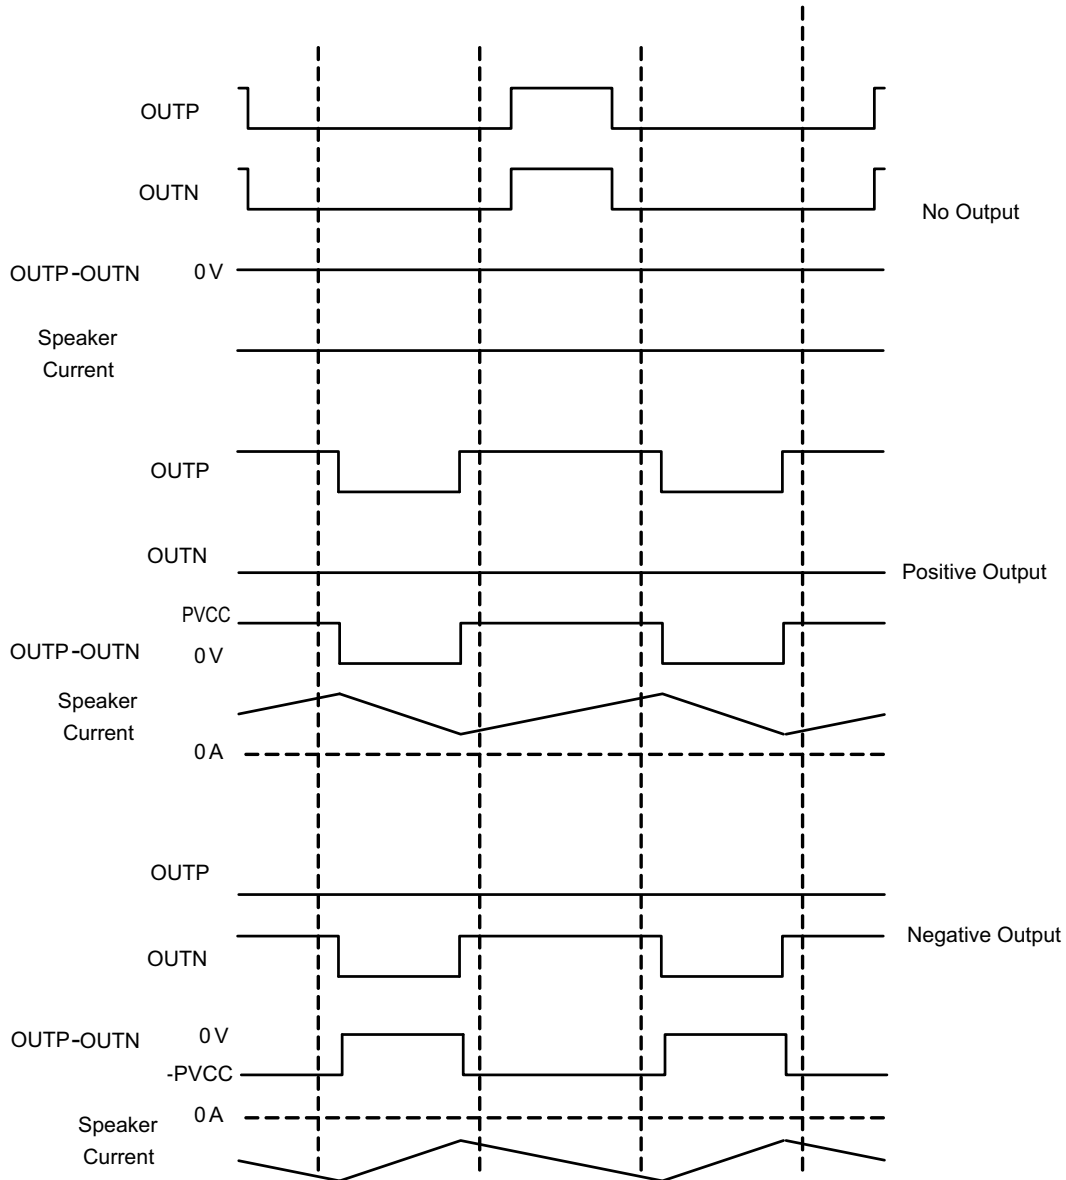 OUTP
OUTN
No Output
OUTP-OUTN 0 V
Speaker
Current
OUTP
OUTN
Positive Output
PVCC
OUTP-OUTN 0 V
Speaker
Current
0 A
OUTP
Negative Output
OUTN
OUTP-OUTN 0 V
-PVCC
0 A
Speaker
Current